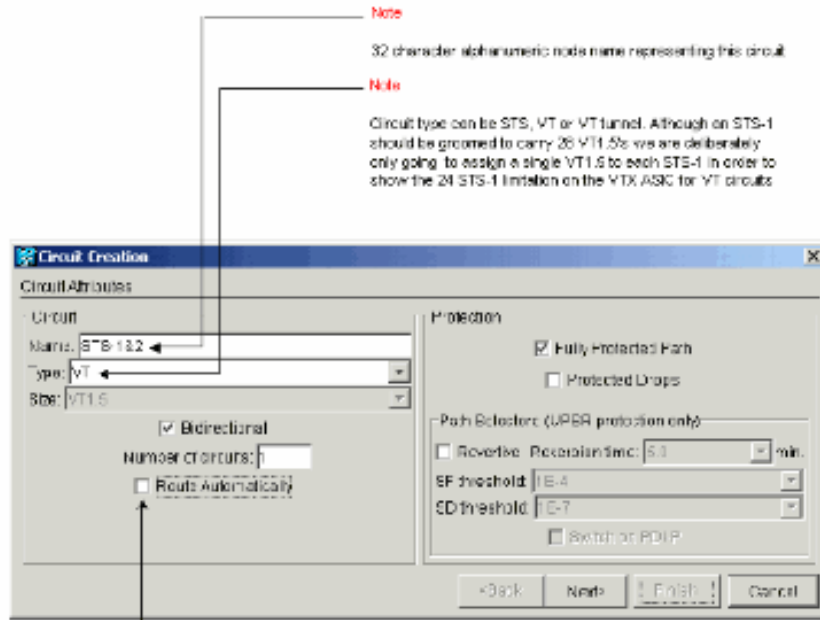 Note
32 character alphanumeric node name representing this circuit
Note
Circuit type can be STS, VT or VT tunnel. Although an STS-1
should be groomed to carry 28 VT1.5's we are deliberately
only going to assign a single VT1.5 to each STS-1 in order to
show the 24 STS-1 limitation on the VTX ASIC for VT circuits
Circuit Creation
Circuit Attributes
Circuit
Name: STS-1&2
Type: VT
Size: VT1.5
Bidirectional
Number of circuits: 1
Route Automatically
Protection
Fully Protected Path
Protected Drops
Path Selectors (UPSR protection only)
Revertive Reversion time: 5.0 min.
SF threshold: 1E-4
SD threshold: 1E-7
Switch on PDI-P
<Back Next> Finish Cancel